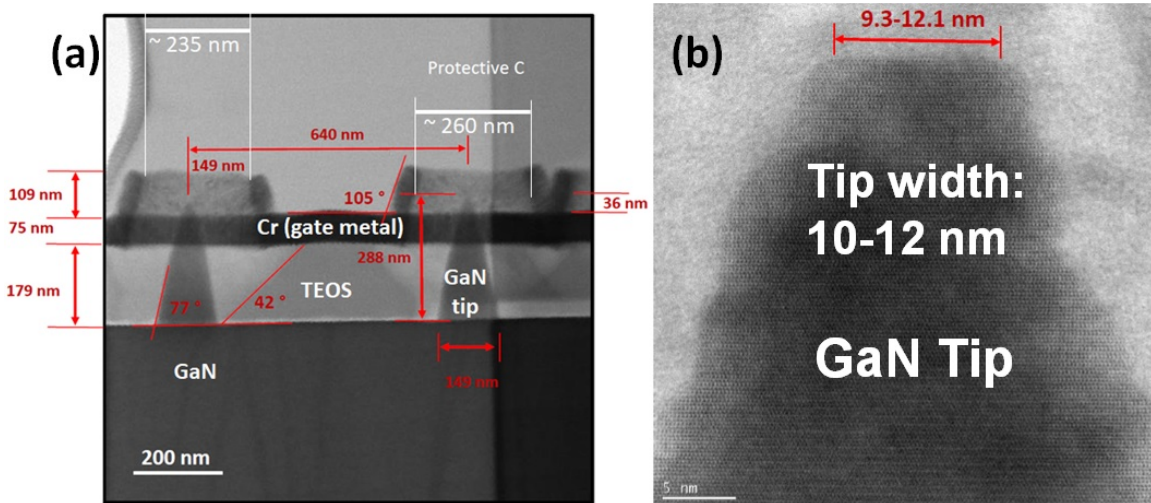 (a)
~ 235 nm
Protective C
~ 260 nm
640 nm
149 nm
109 nm
105 °
36 nm
75 nm
Cr (gate metal)
288 nm
179 nm
GaN
tip
TEOS
77 °
42 °
GaN
149 nm
200 nm
(b)
9.3-12.1 nm
Tip width:
10-12 nm
GaN Tip
5 nm